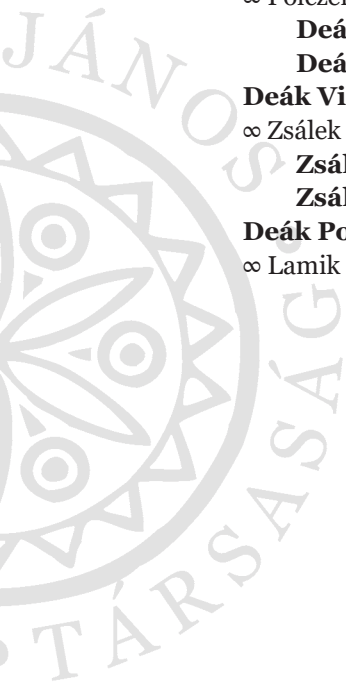 Deá
Deá
Deák Vi
∞ Zsálek
Zsál
Zsál
Deák Po
∞ Lamik
JÁNOS
TÁRSASÁG